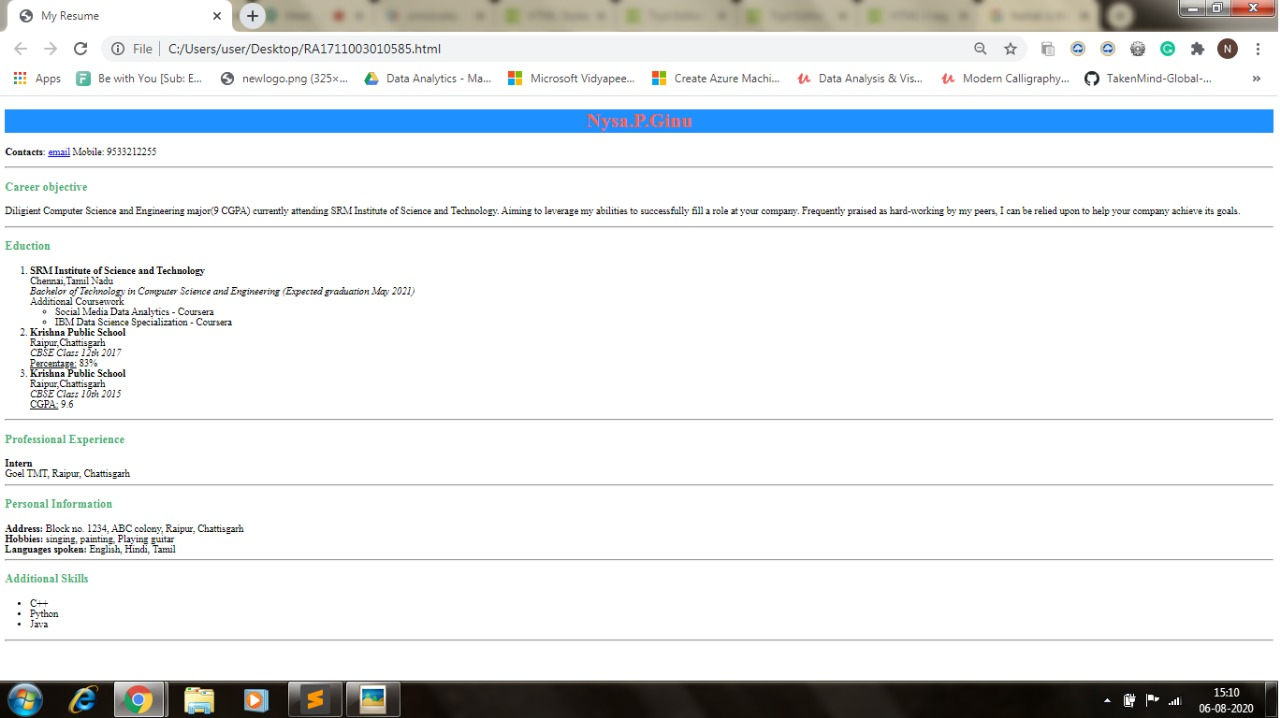 My Resume
File C:/Users/user/Desktop/RA1711003010585.html
N
Apps Be with You [Sub: E... newlogo.png (325×... Data Analytics - Ma... Microsoft Vidyapee... Create Azure Machi... Data Analysis & Vis... Modern Calligraphy... TakenMind-Global-...
Nysa.P.Ginu
Contacts: email Mobile: 9533212255
Career objective
Diligient Computer Science and Engineering major(9 CGPA) currently attending SRM Institute of Science and Technology. Aiming to leverage my abilities to successfully fill a role at your company. Frequently praised as hard-working by my peers, I can be relied upon to help your company achieve its goals.
Eduction
1. SRM Institute of Science and Technology
Chennai,Tamil Nadu
Bachelor of Technology in Computer Science and Engineering (Expected graduation May 2021)
Additional Coursework
Social Media Data Analytics - Coursera
IBM Data Science Specialization - Coursera
2. Krishna Public School
Raipur,Chattisgarh
CBSE Class 12th 2017
Percentage: 83%
3. Krishna Public School
Raipur,Chattisgarh
CBSE Class 10th 2015
CGPA: 9.6
Professional Experience
Intern
Goel TMT, Raipur, Chattisgarh
Personal Information
Address: Block no. 1234, ABC colony, Raipur, Chattisgarh
Hobbies: singing, painting, Playing guitar
Languages spoken: English, Hindi, Tamil
Additional Skills
C++
Python
Java
15:10
06-08-2020